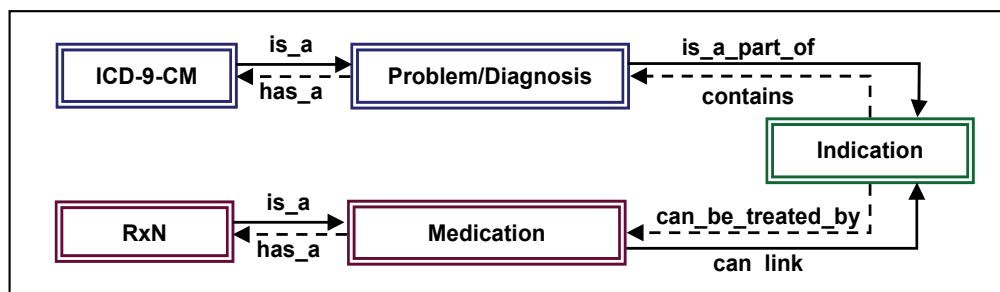 is_a
is_a_part_of
ICD-9-CM
Problem/Diagnosis
has_a
contains
Indication
is_a
can_be_treated_by
RxN
Medication
has_a
can link